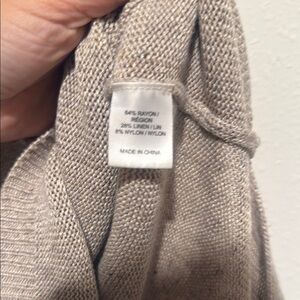 64% RAYON /
RÉGION
28% LINEN / LIN
8% NYLON / NYLON
MADE IN CHINA